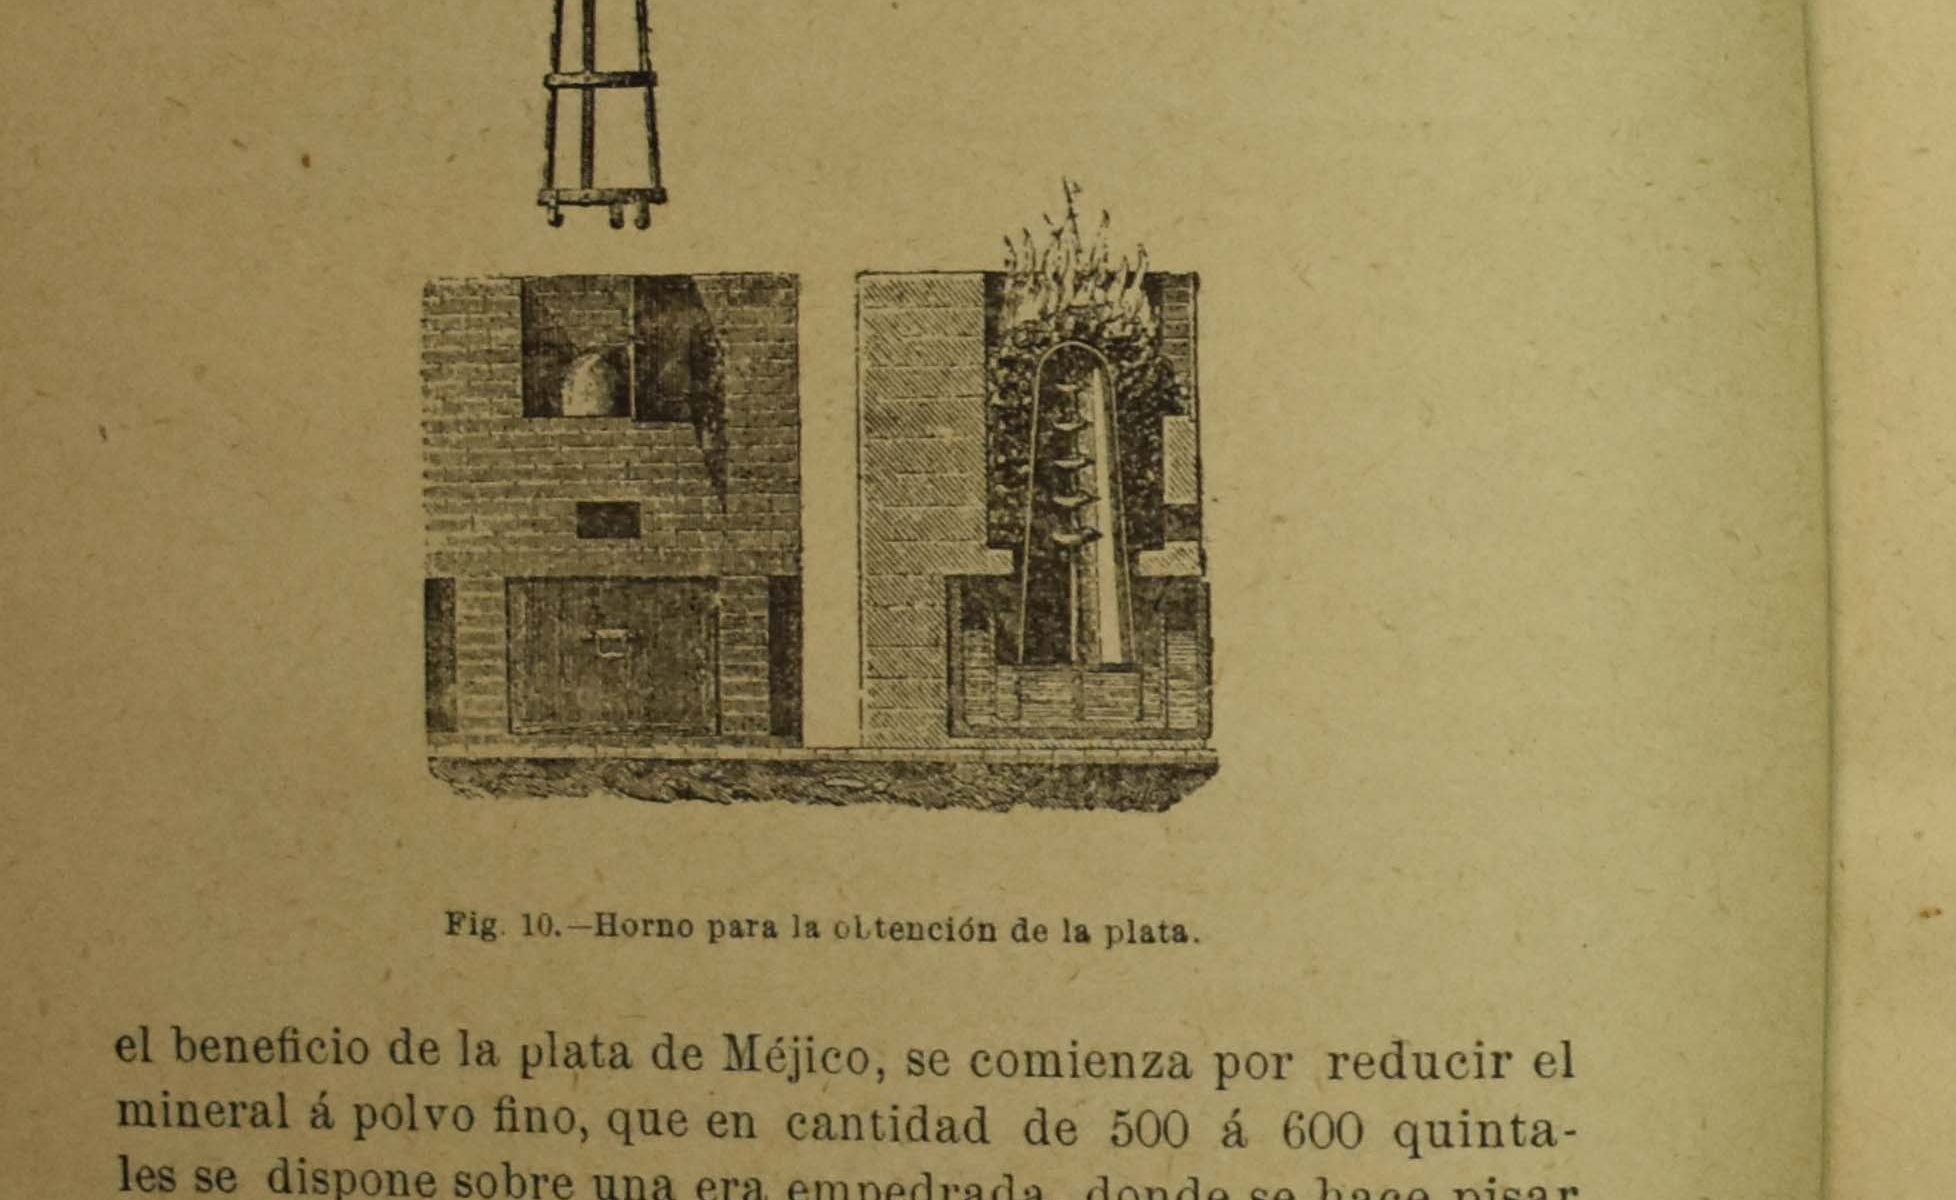 Fig. 10.—Horno para la obtención de la plata.
el beneficio de la plata de Méjico, se comienza por reducir el
mineral á polvo fino, que en cantidad de 500 á 600 quinta-
les se dispone sobre una era empedrada, donde se hace pisar